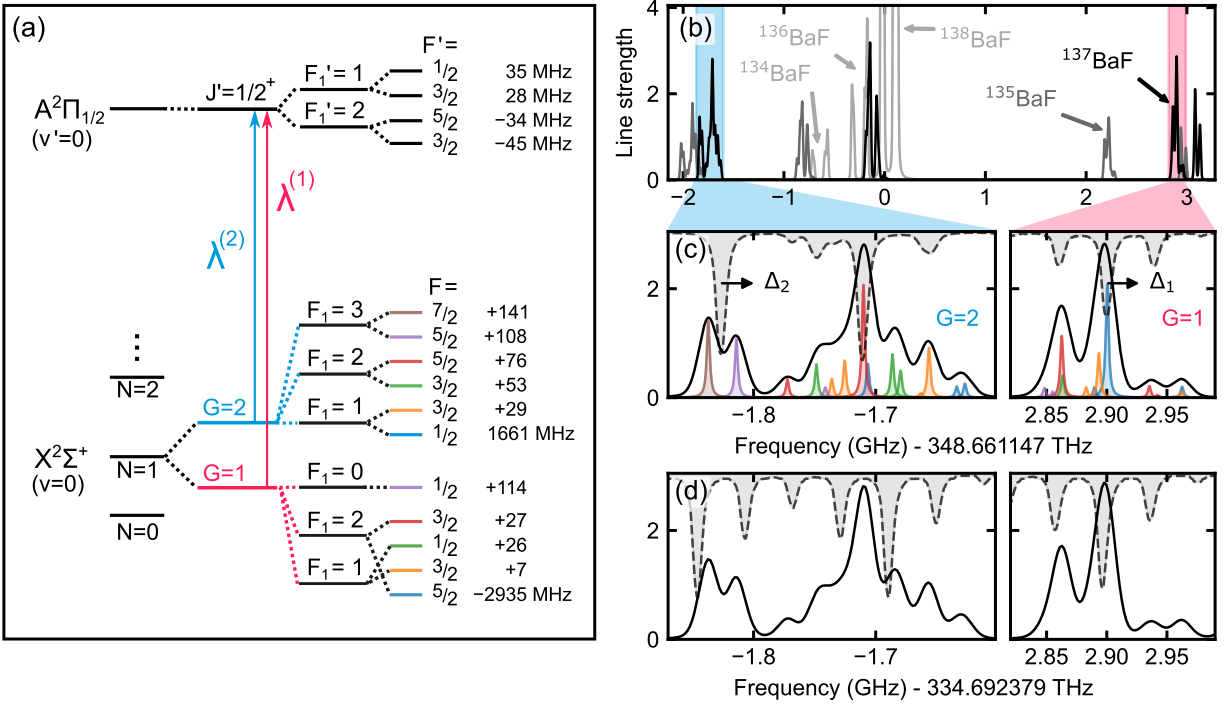 (a)
F'=
F₁'= 1
1/2 35 MHz
3/2 28 MHz
J'=1/2⁺
A²Π₁/₂
(v'=0)
F₁'= 2
5/2 −34 MHz
3/2 −45 MHz
λ⁽¹⁾
λ⁽²⁾
F=
F₁= 3
7/2 +141
5/2 +108
N=2
F₁= 2
5/2 +76
3/2 +53
G=2
F₁= 1
3/2 +29
1/2 1661 MHz
X²Σ⁺
(v=0)
N=1
G=1
F₁= 0
1/2 +114
N=0
F₁= 2
3/2 +27
1/2 +26
F₁= 1
3/2 +7
5/2 −2935 MHz
(b)
Line strength
4
2
0
¹³⁶BaF
¹³⁸BaF
¹³⁴BaF
¹³⁷BaF
¹³⁵BaF
−2 −1 0 1 2 3
(c)
2
0
Δ₂
Δ₁
G=2
G=1
−1.8 −1.7 2.85 2.90 2.95
Frequency (GHz) - 348.661147 THz
(d)
2
0
−1.8 −1.7 2.85 2.90 2.95
Frequency (GHz) - 334.692379 THz